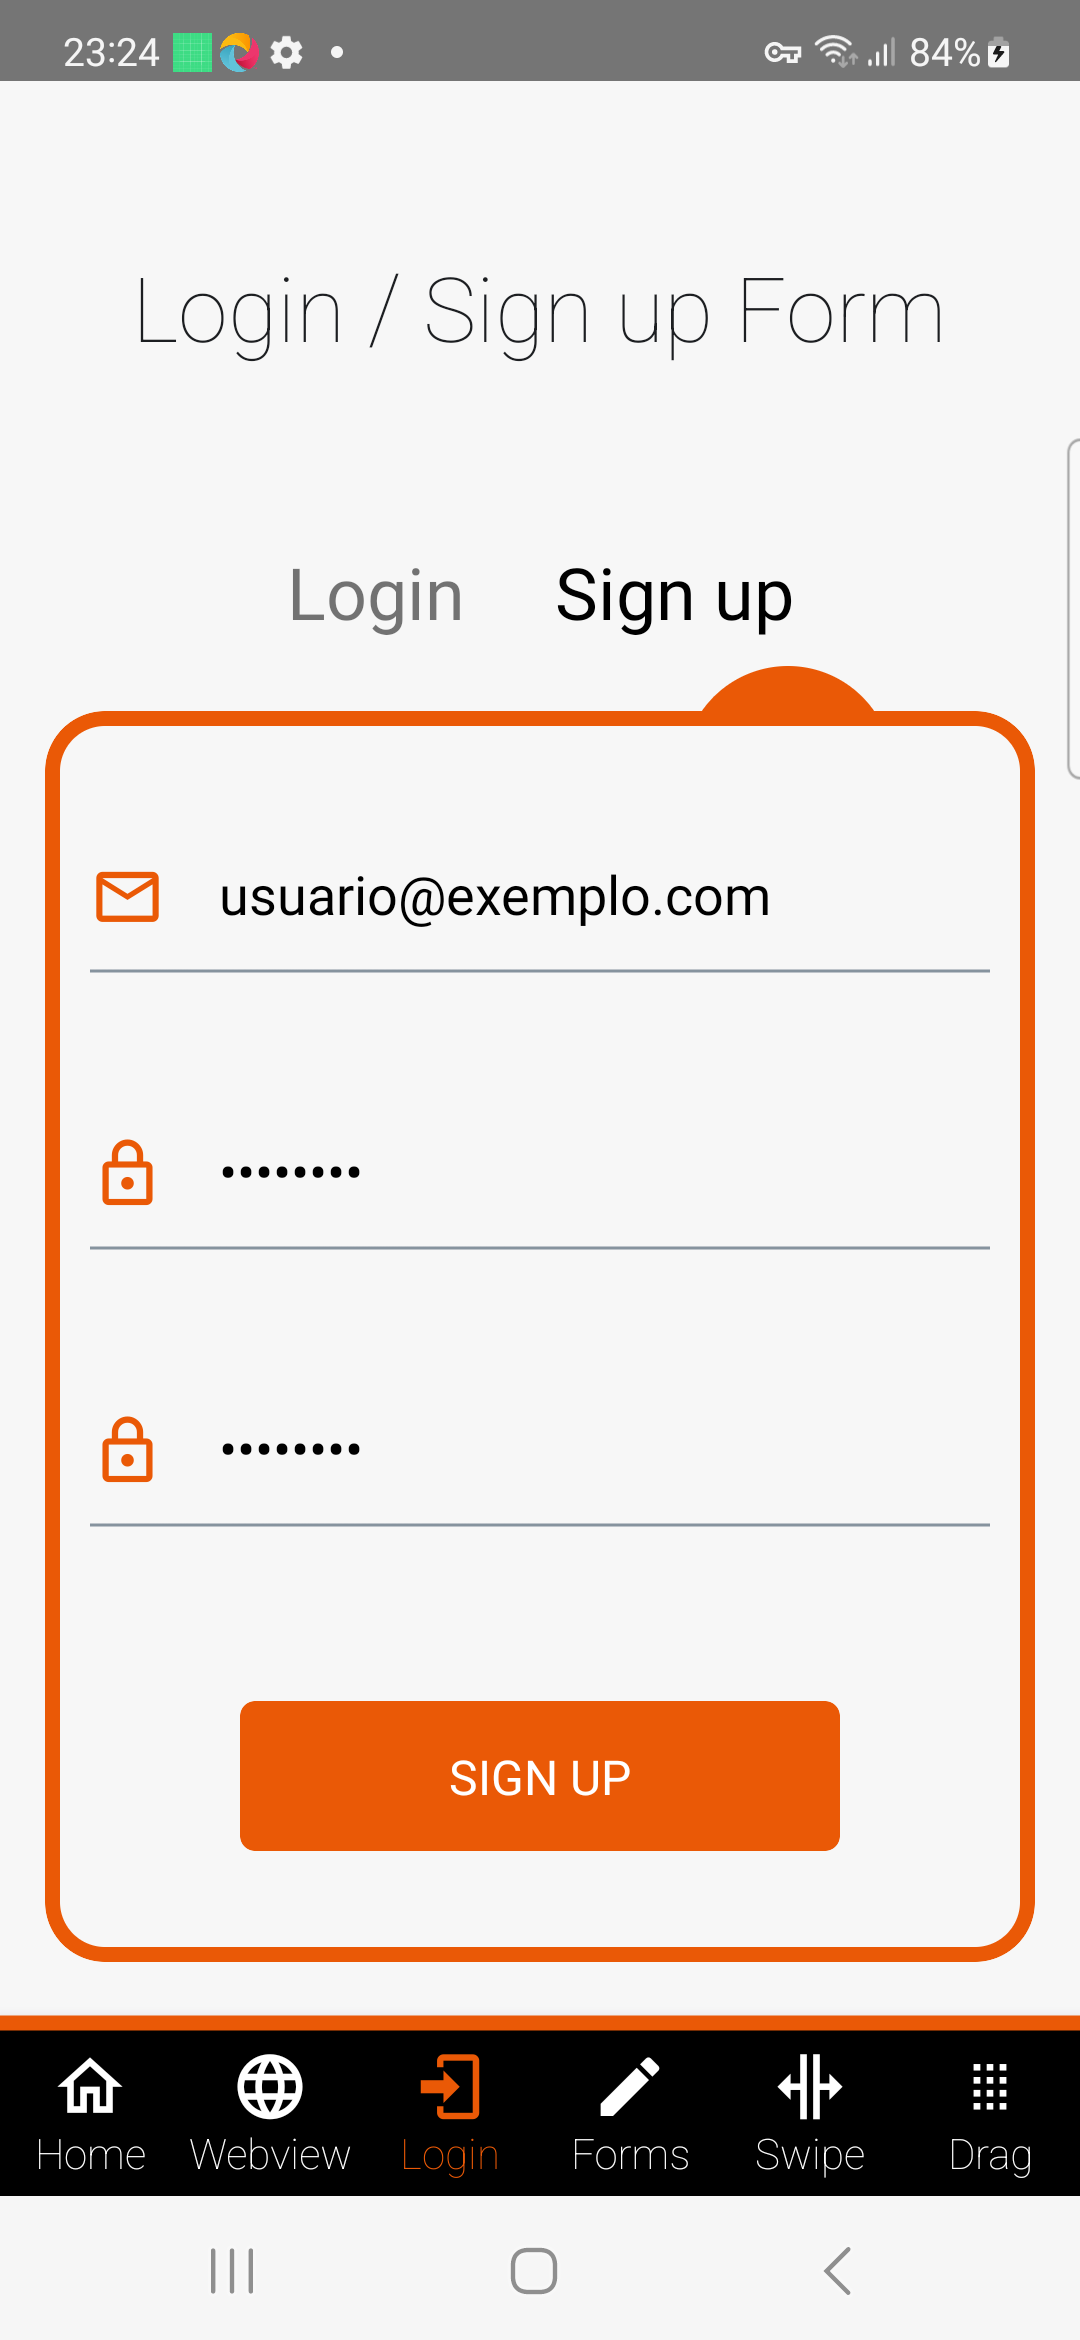 23:24 84%
Login / Sign up Form
Login Sign up
usuario@exemplo.com
••••••••
••••••••
SIGN UP
Home Webview Login Forms Swipe Drag